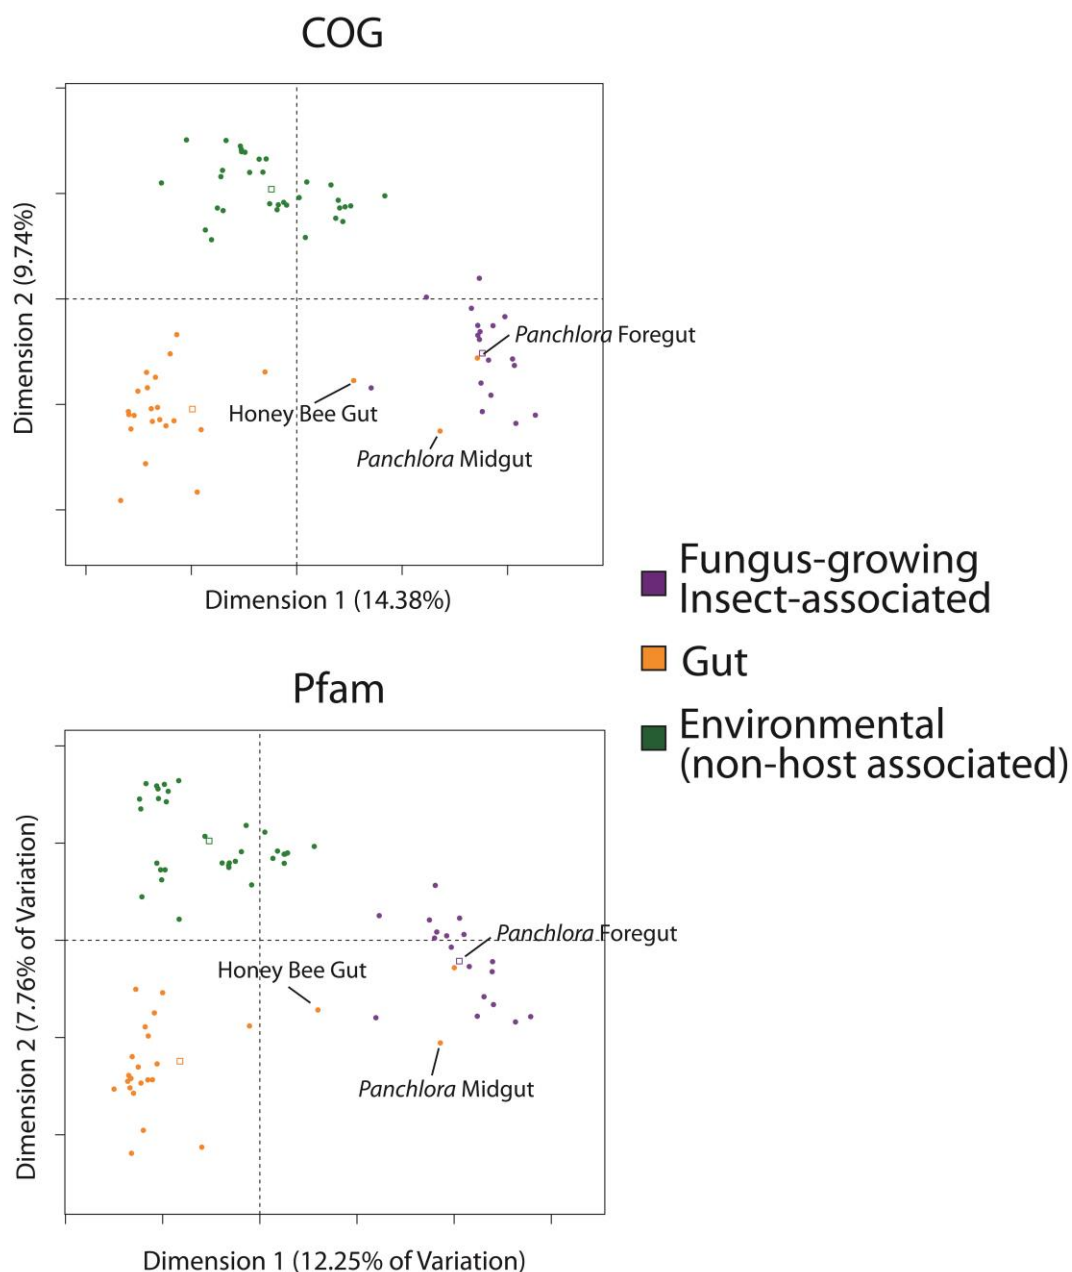 COG
Dimension 2 (9.74%)
Panchlora Foregut
Honey Bee Gut
Panchlora Midgut
Dimension 1 (14.38%)
Fungus-growing
Insect-associated
Gut
Environmental
(non-host associated)
Pfam
Dimension 2 (7.76% of Variation)
Panchlora Foregut
Honey Bee Gut
Panchlora Midgut
Dimension 1 (12.25% of Variation)